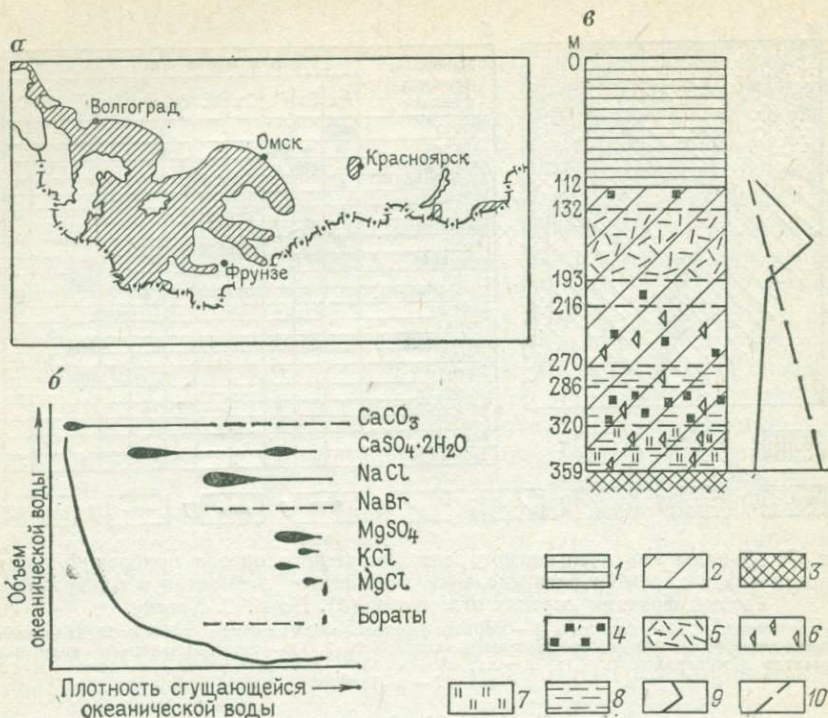 а
Волгоград
Омск
Красноярск
Фрунзе
б
Объем
океанической воды
CaCO3
CaSO4·2H2O
NaCl
NaBr
MgSO4
KCl
MgCl
Бораты
Плотность сгущающейся
океанической воды
в
м
0
112
132
193
216
270
286
320
359
1
2
3
4
5
6
7
8
9
10